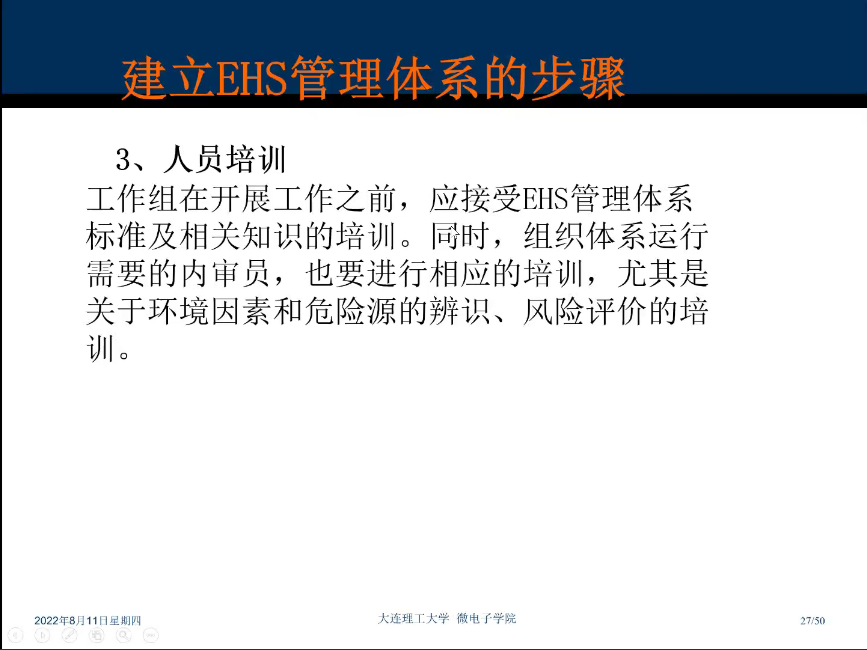 建立EHS管理体系的步骤
3、人员培训
工作组在开展工作之前，应接受EHS管理体系
标准及相关知识的培训。同时，组织体系运行
需要的内审员，也要进行相应的培训，尤其是
关于环境因素和危险源的辨识、风险评价的培
训。
2022年8月11日星期四
大连理工大学 微电子学院
27/50